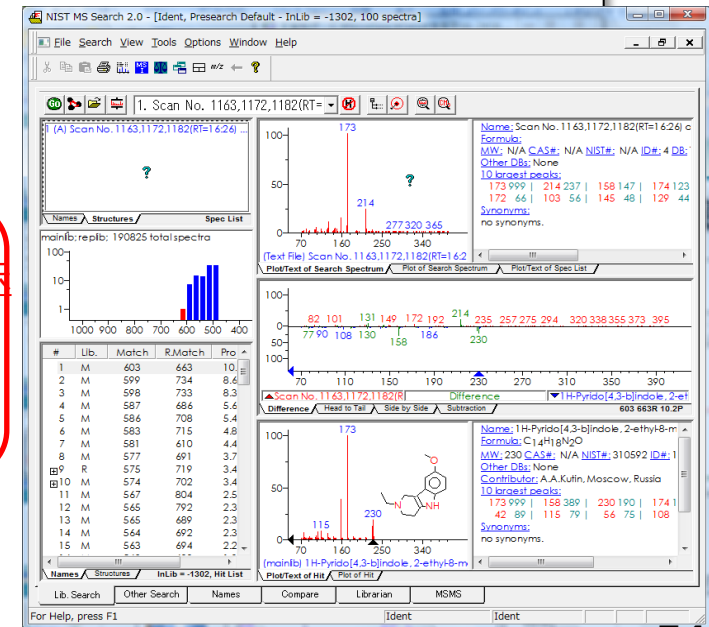 NIST MS Search 2.0 - [Ident, Presearch Default - InLib = -1302, 100 spectra]
File Search View Tools Options Window Help
m/z
GO 1. Scan No. 1163,1172,1182(RT=
1 (A) Scan No. 1163,1172,1182(RT=16:26) ...
?
Names Structures Spec List
mainlib; replib; 190825 total spectra
100
10
1
1000 900 800 700 600 500 400
# Lib. Match R.Match Pro
1 M 603 663 10.
2 M 599 734 8.6
3 M 598 733 8.3
4 M 587 686 5.6
5 M 586 708 5.4
6 M 583 715 4.8
7 M 581 610 4.4
8 M 577 691 3.7
9 R 575 719 3.4
10 M 574 702 3.4
11 M 567 804 2.5
12 M 565 792 2.3
13 M 565 689 2.3
14 M 564 692 2.3
15 M 563 694 2.2
Names Structures InLib = -1302, Hit List
100
50
173
214
277 320 365
?
70 160 250 340
(Text File) Scan No. 1163,1172,1182(RT=16:2
Plot/Text of Search Spectrum Plot of Search Spectrum Plot/Text of Spec List
Name: Scan No. 1163,1172,1182(RT=16:26) c
Formula:
MW: N/A CAS#: N/A NIST#: N/A ID#: 4 DB:
Other DBs: None
10 largest peaks:
173 999 | 214 237 | 158 147 | 174 123
172 66 | 103 56 | 145 48 | 129 44
Synonyms:
no synonyms.
100
50
0
50
100
82 101 131 149 172 192 214 235 257 275 294 320 338 355 373 395
77 90 108 130 158 186 230
70 110 150 190 230 270 310 350 390
Scan No. 1163,1172,1182(R Difference 1H-Pyrido[4,3-b]indole, 2-et
Difference Head to Tail Side by Side Subtraction 603 663R 10.2P
100
50
0
173
115
230
O
N
NH
70 160 250 340
(mainlib) 1H-Pyrido[4,3-b]indole, 2-ethyl-8-m
Plot/Text of Hit Plot of Hit
Name: 1H-Pyrido[4,3-b]indole, 2-ethyl-8-m
Formula: C14H18N2O
MW: 230 CAS#: N/A NIST#: 310592 ID#: 1
Other DBs: None
Contributor: A.A.Kutin, Moscow, Russia
10 largest peaks:
173 999 | 158 389 | 230 190 | 174 1
42 89 | 115 79 | 56 75 | 108
Synonyms:
no synonyms.
Lib. Search Other Search Names Compare Librarian MSMS
For Help, press F1 Ident Ident